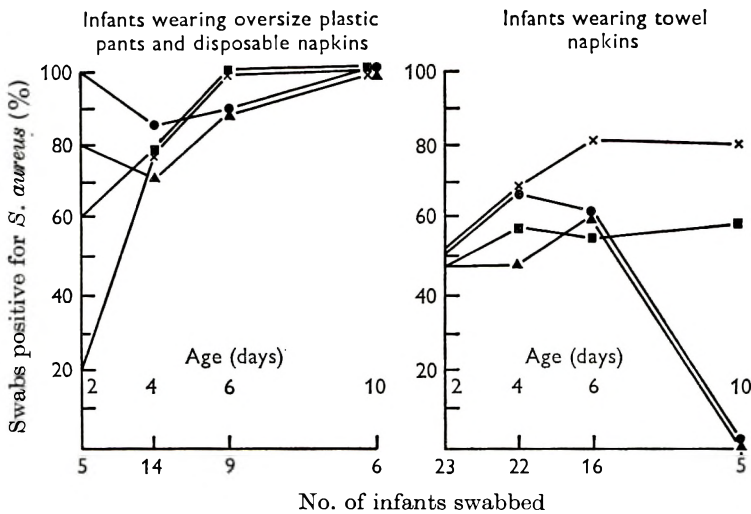 Infants wearing oversize plastic
pants and disposable napkins
Infants wearing towel
napkins
Swabs positive for S. aureus (%)
100
80
60
40
20
Age (days)
2 4 6 10
5 14 9 6
100
80
60
40
20
Age (days)
2 4 6 10
23 22 16 5
No. of infants swabbed